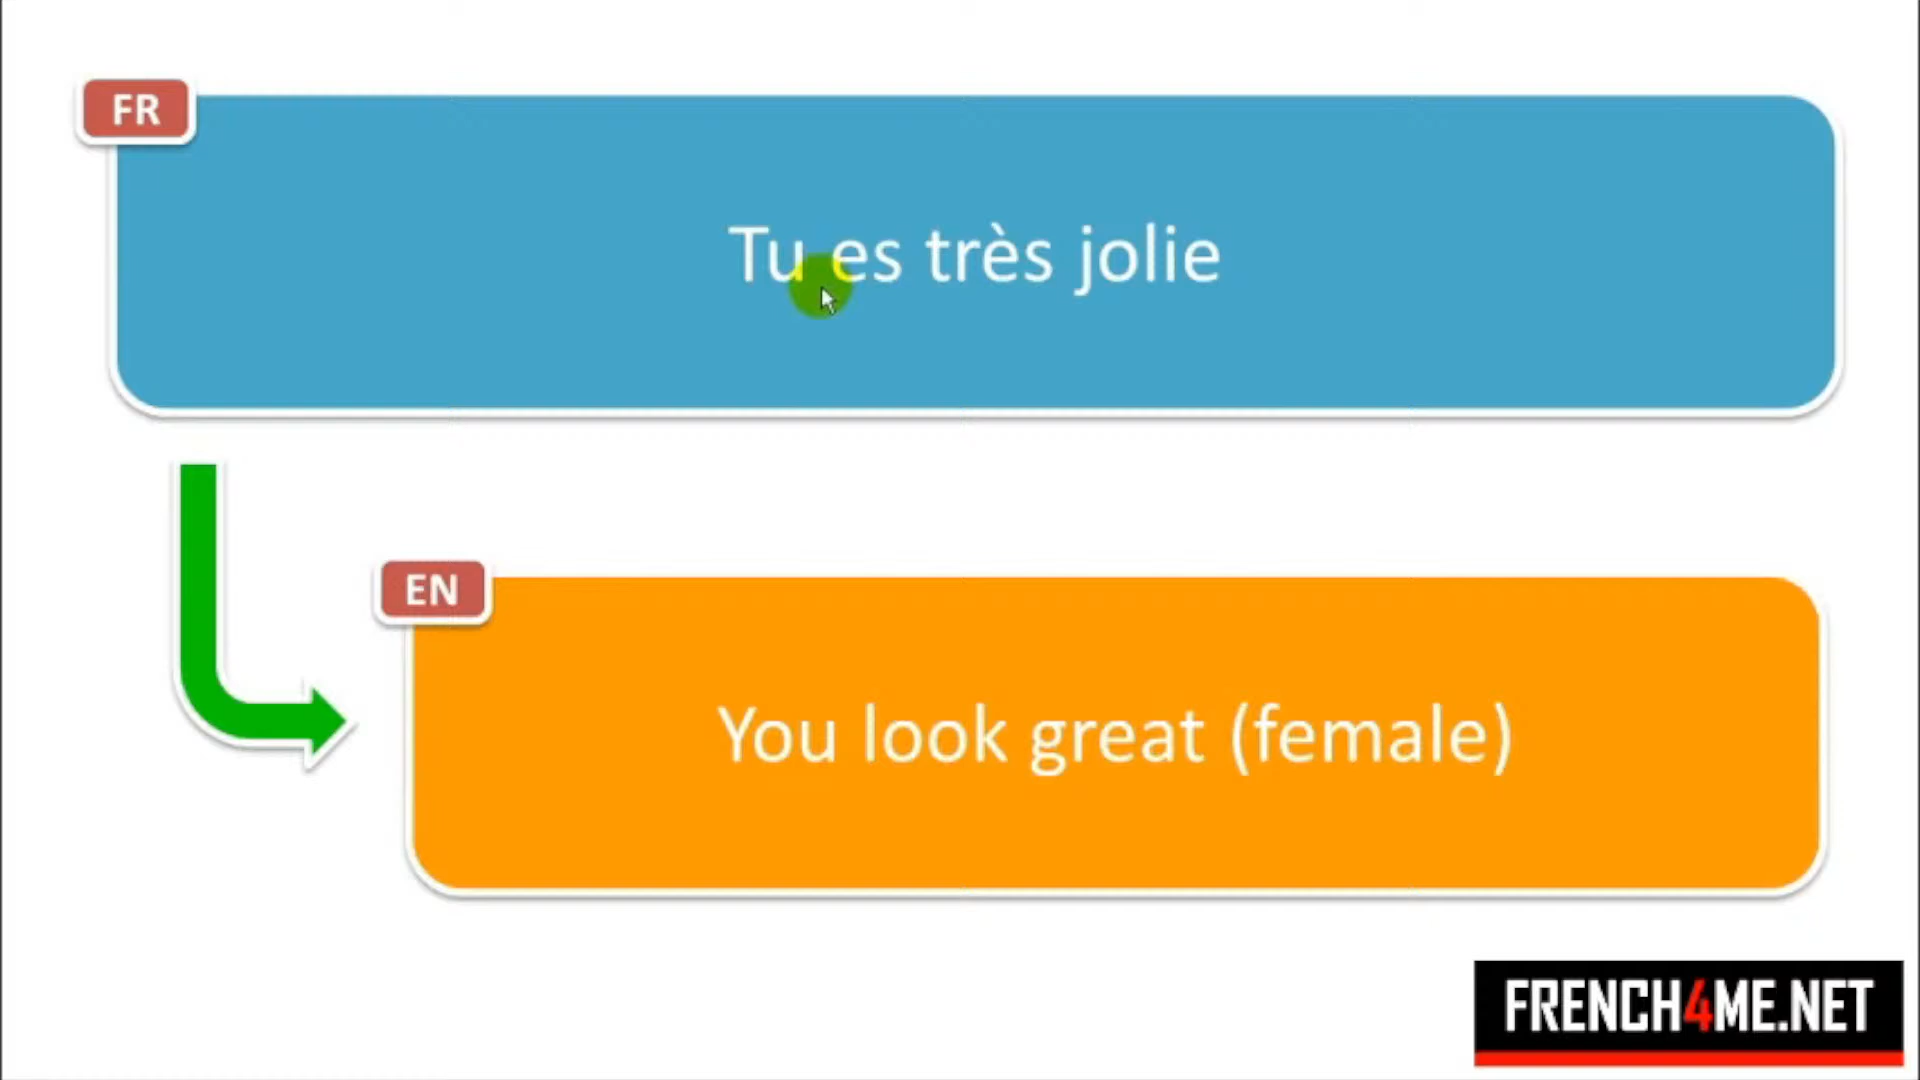 FR
Tu es très jolie
EN
You look great (female)
FRENCH4ME.NET